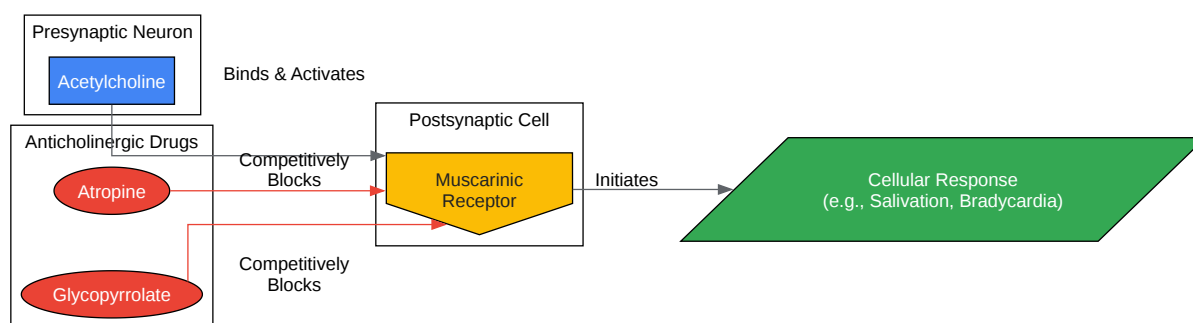 Presynaptic Neuron
Acetylcholine
Binds & Activates
Anticholinergic Drugs
Atropine
Competitively
Blocks
Postsynaptic Cell
Muscarinic
Receptor
Initiates
Cellular Response
(e.g., Salivation, Bradycardia)
Glycopyrrolate
Competitively
Blocks